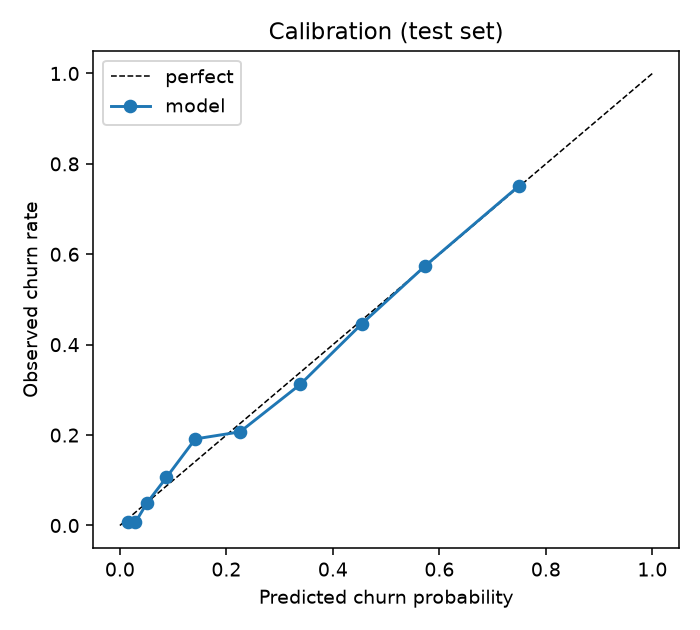 Calibration (test set)
perfect
model
1.0
0.8
0.6
0.4
0.2
0.0
Observed churn rate
0.0 0.2 0.4 0.6 0.8 1.0
Predicted churn probability